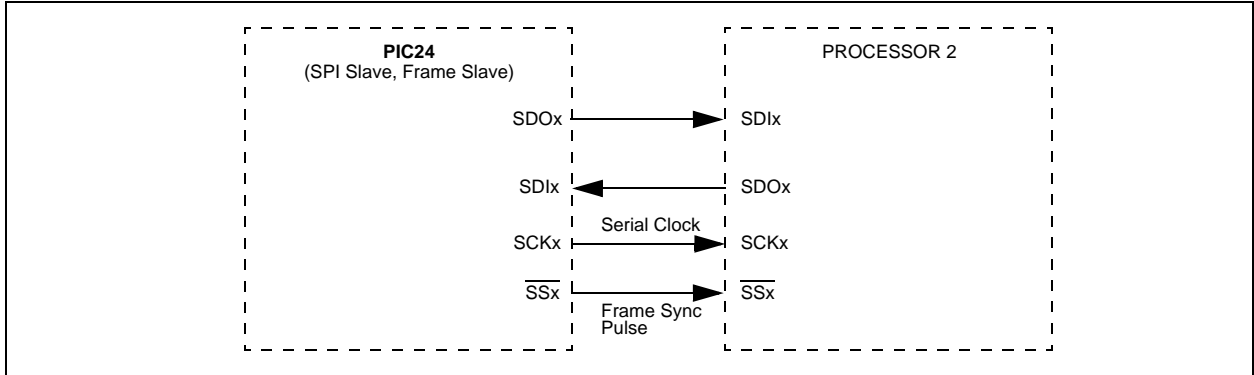 PIC24
(SPI Slave, Frame Slave)
PROCESSOR 2
SDOx
SDIx
SDIx
SDOx
Serial Clock
SCKx
SCKx
SSx
SSx
Frame Sync
Pulse